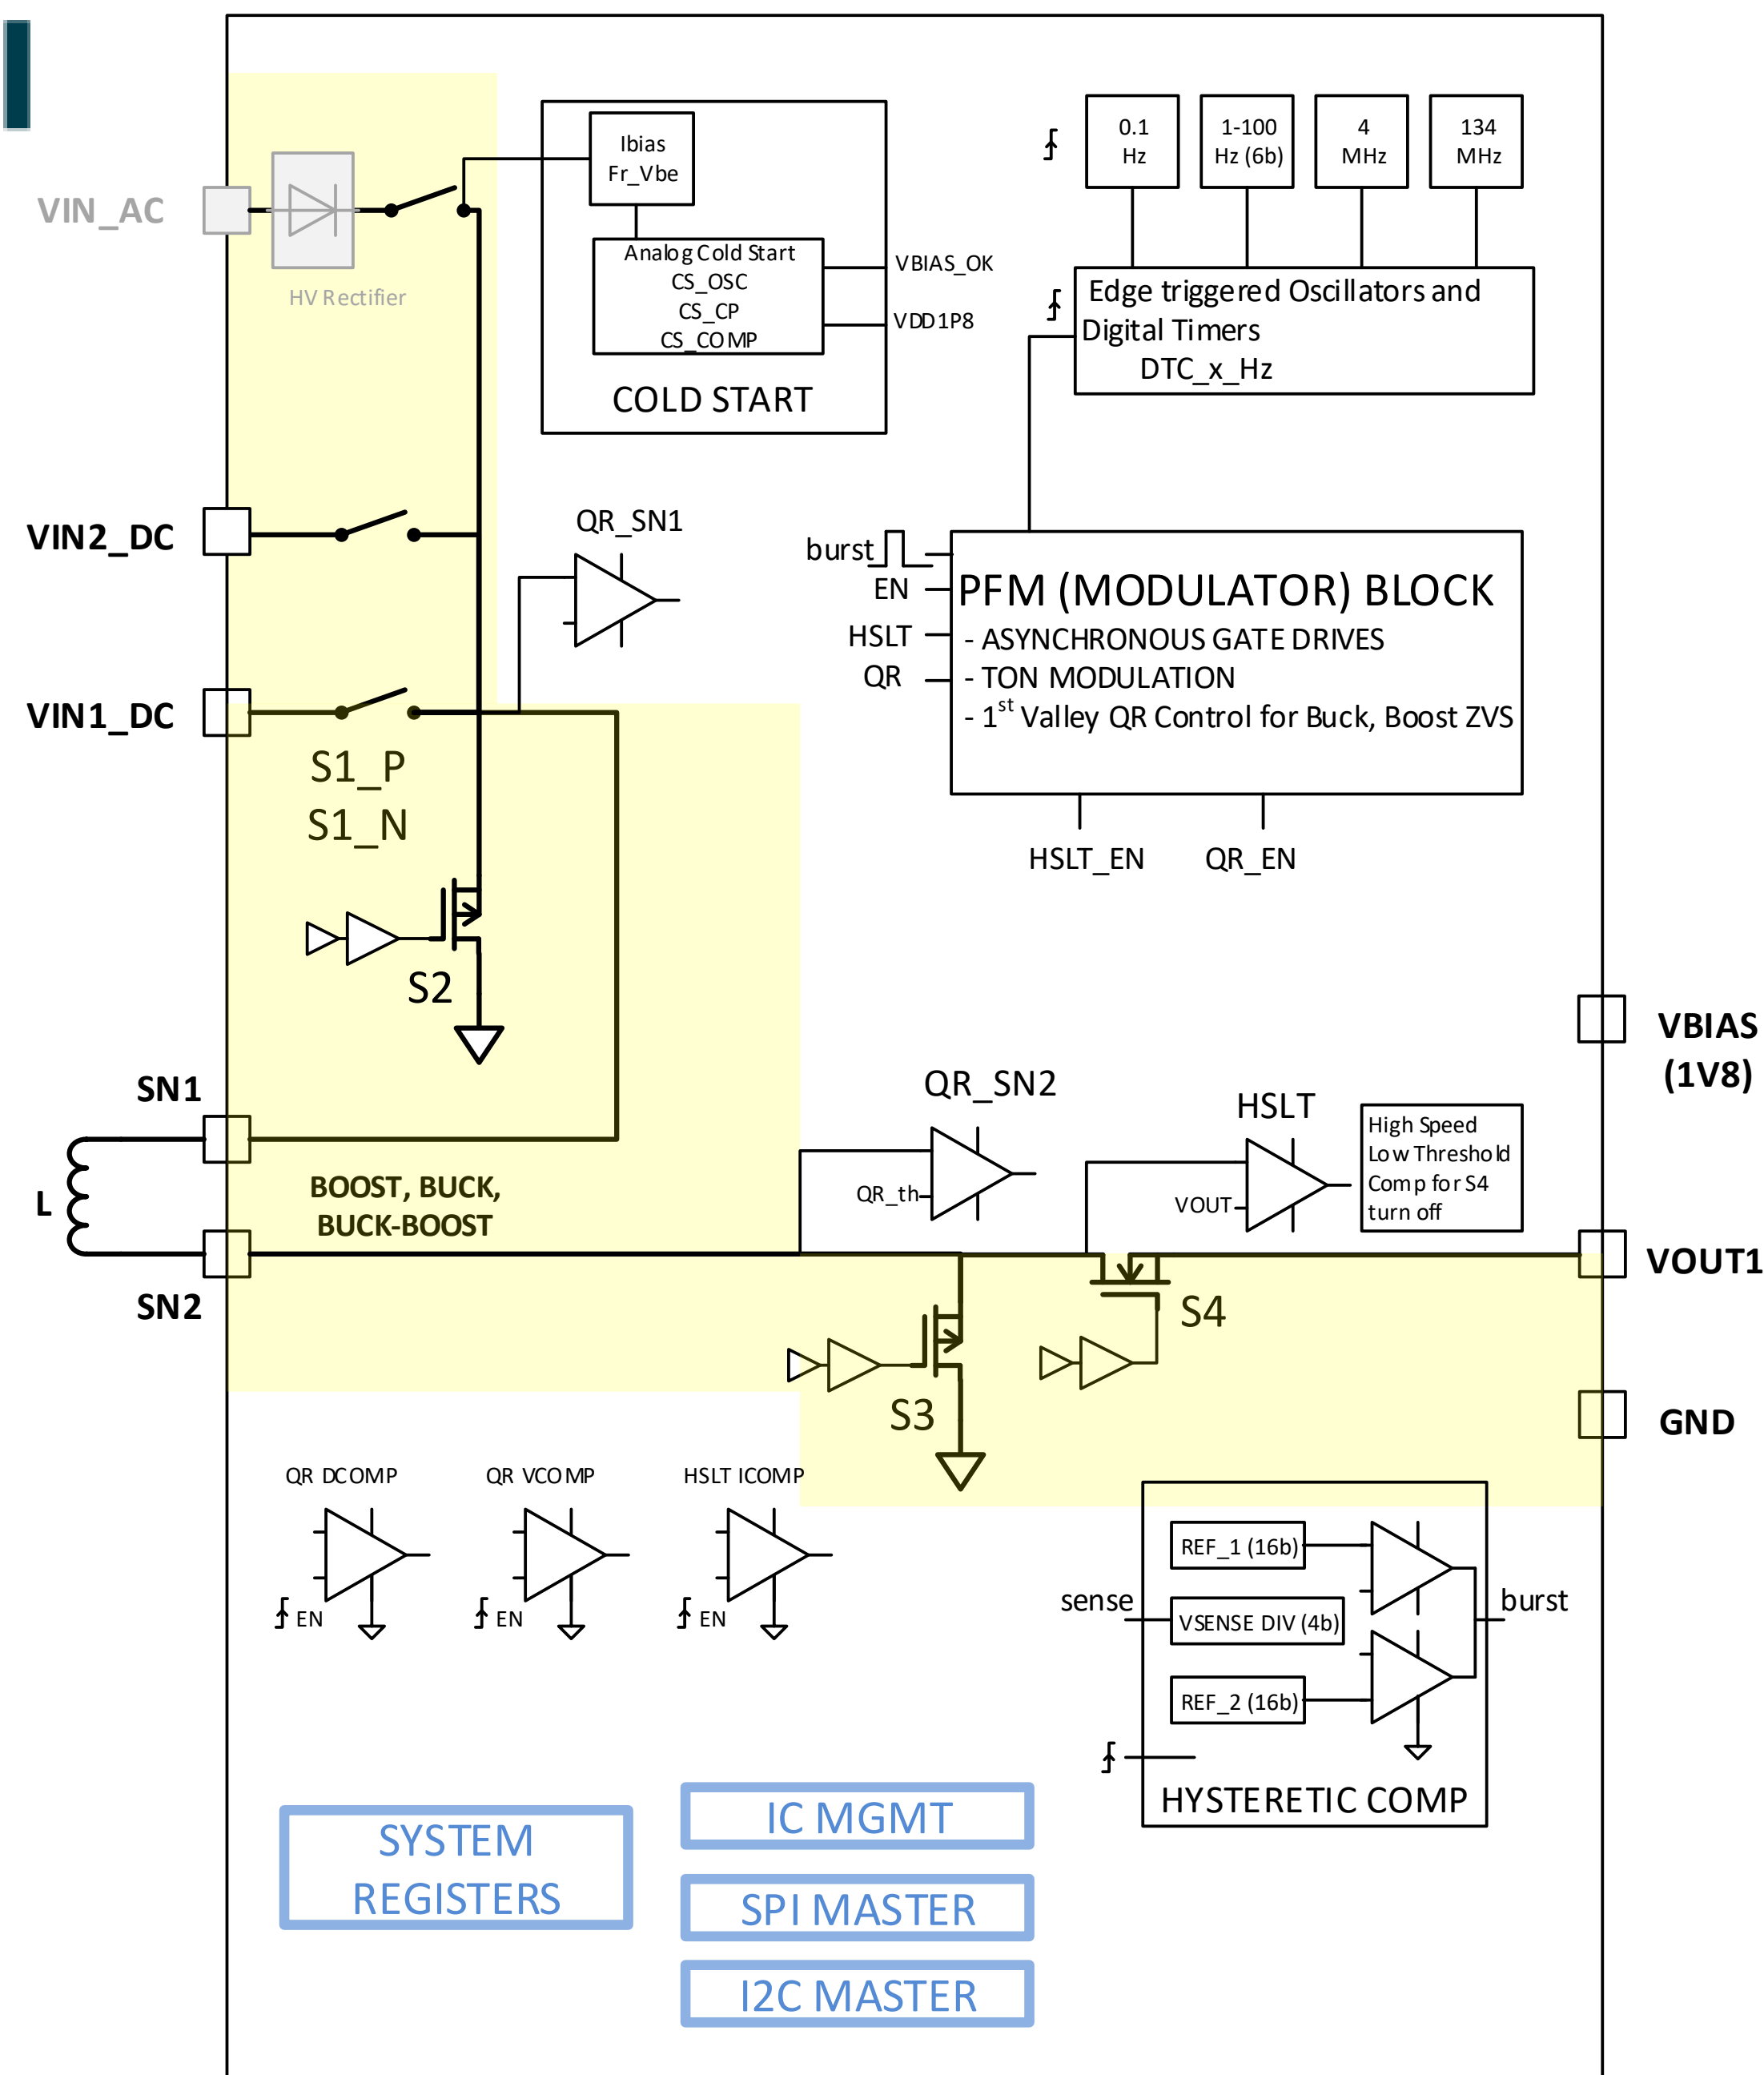 Ibias
Fr_Vbe
0.1
Hz
1-100
Hz (6b)
4
MHz
134
MHz
VIN_AC
HV Rectifier
Analog Cold Start
CS_OSC
CS_CP
CS_COMP
VBIAS_OK
VDD1P8
COLD START
Edge triggered Oscillators and
Digital Timers
DTC_x_Hz
VIN2_DC
QR_SN1
burst
EN
HSLT
QR
PFM (MODULATOR) BLOCK
- ASYNCHRONOUS GATE DRIVES
- TON MODULATION
- 1st Valley QR Control for Buck, Boost ZVS
VIN1_DC
S1_P
S1_N
HSLT_EN
QR_EN
S2
VBIAS
(1V8)
SN1
QR_SN2
HSLT
High Speed
Low Threshold
Comp for S4
turn off
QR_th
VOUT
L
BOOST, BUCK,
BUCK-BOOST
SN2
VOUT1
S4
S3
GND
QR DCOMP
QR VCOMP
HSLT ICOMP
EN
EN
EN
REF_1 (16b)
sense
VSENSE DIV (4b)
burst
REF_2 (16b)
HYSTERETIC COMP
SYSTEM
REGISTERS
IC MGMT
SPI MASTER
I2C MASTER